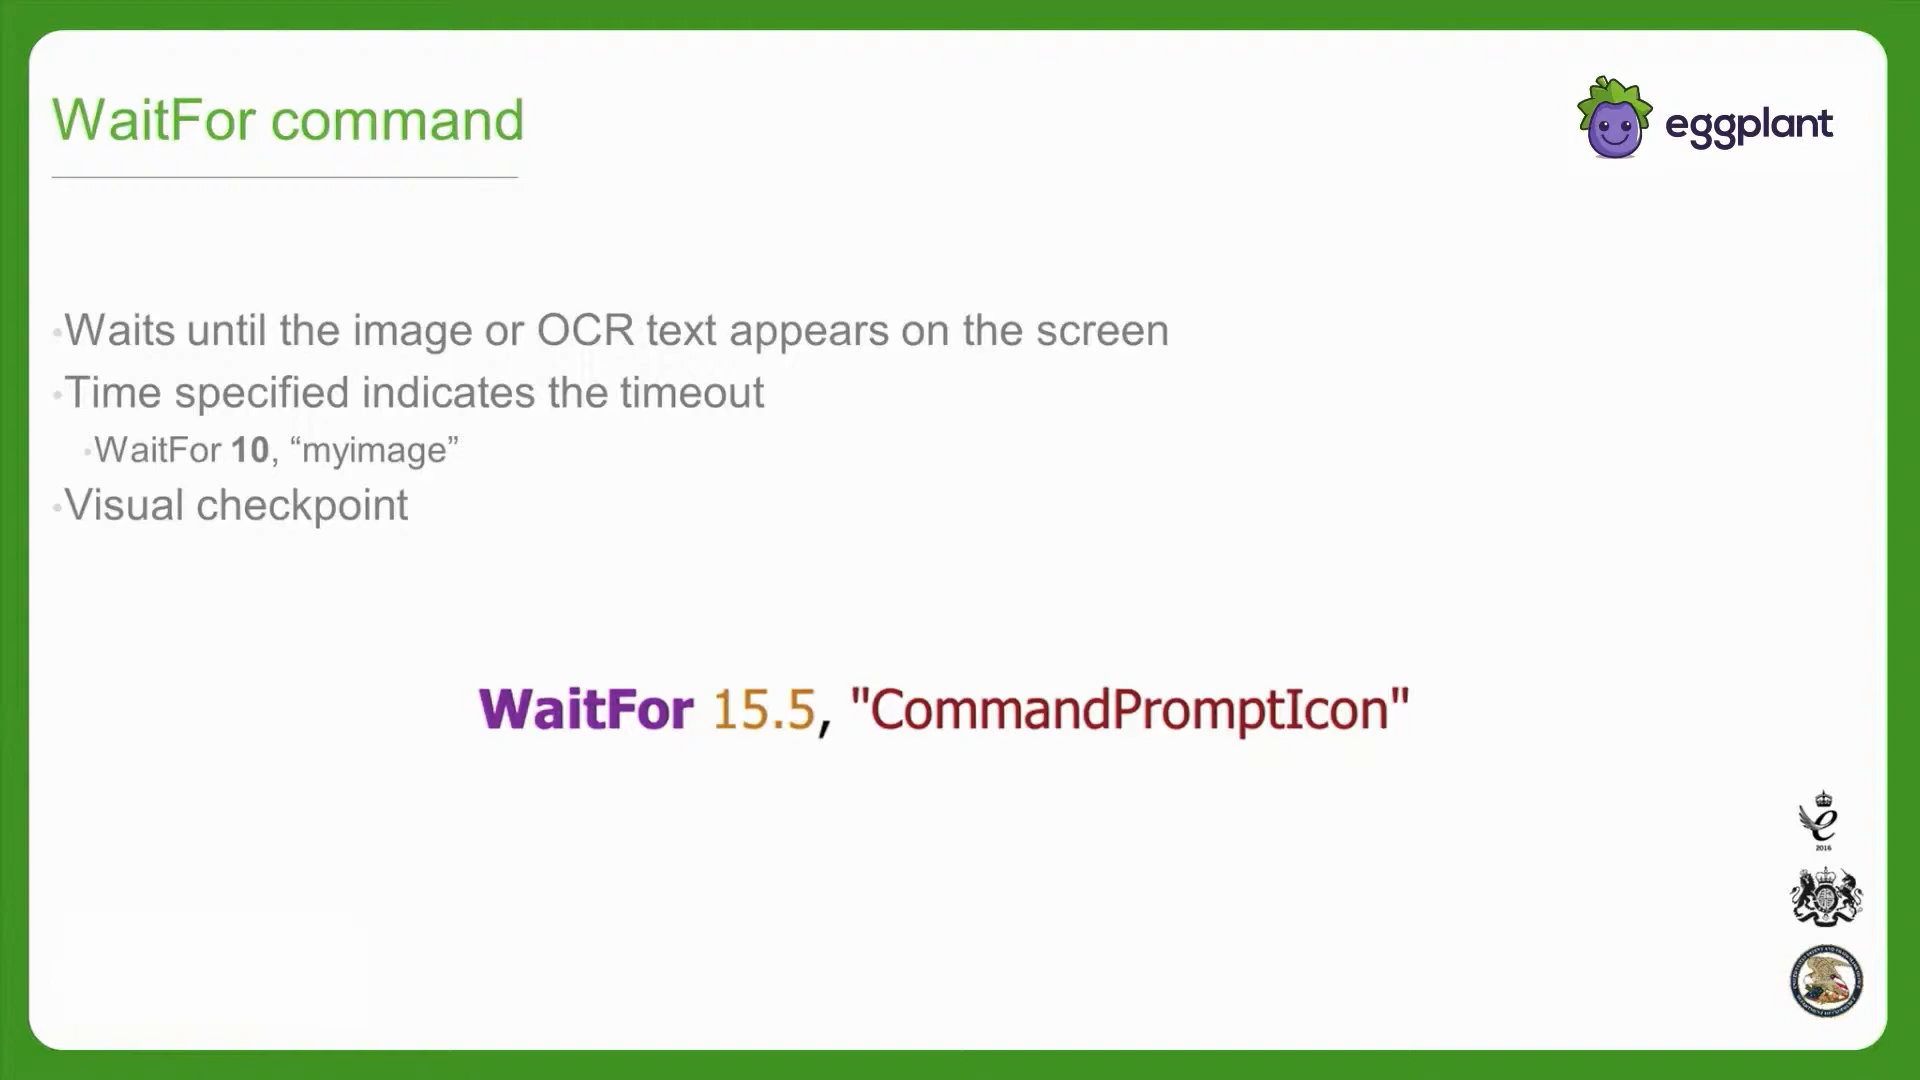 WaitFor command
eggplant
•Waits until the image or OCR text appears on the screen
•Time specified indicates the timeout
•WaitFor 10, “myimage”
•Visual checkpoint
WaitFor 15.5, "CommandPromptIcon"
e
2016